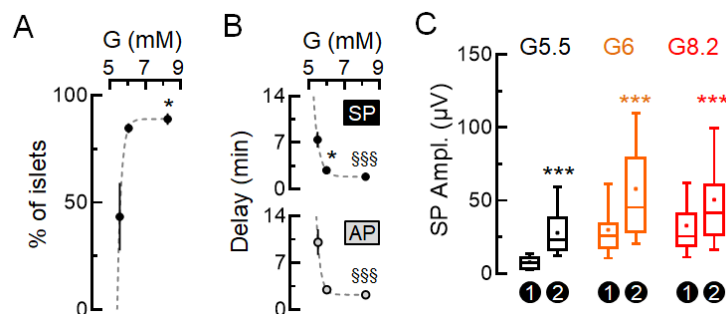 A
G (mM)
5 7 9
100
50
0
% of islets
*
B
G (mM)
5 7 9
14
7
0
Delay (min)
SP
*
§§§
14
7
0
AP
§§§
C
G5.5 G6 G8.2
SP Ampl. (µV)
150
100
50
0
***
***
***
1 2 1 2 1 2